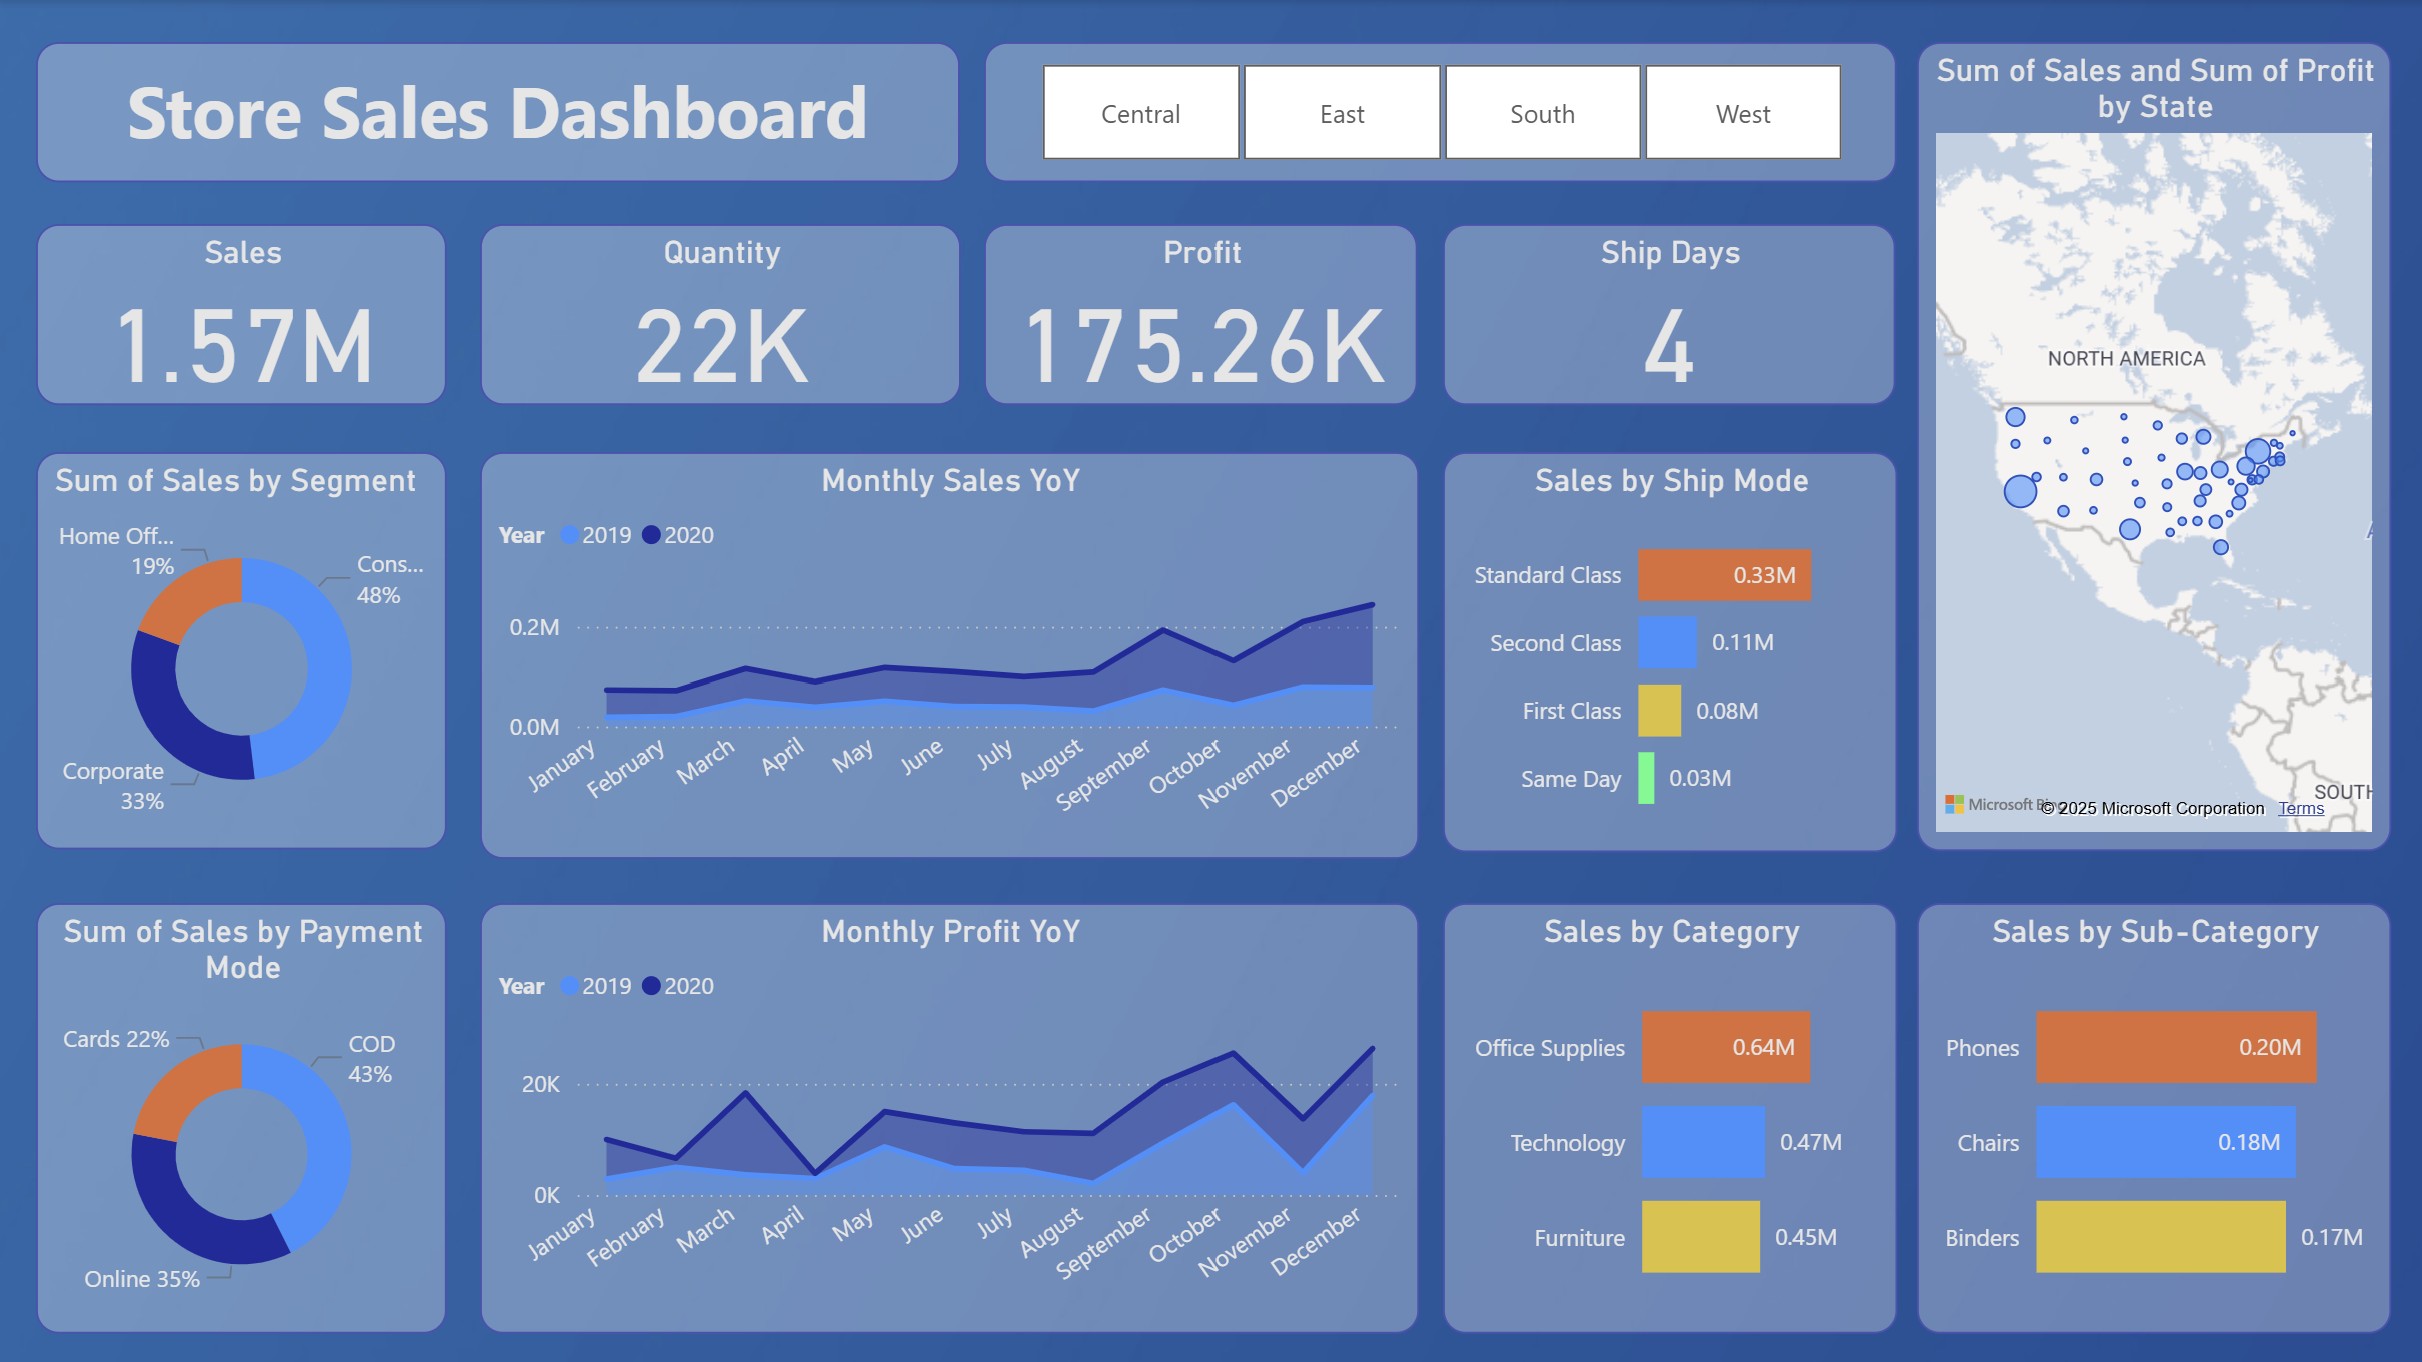 Store Sales Dashboard
Central
East
South
West
Sum of Sales and Sum of Profit
by State
NORTH AMERICA
SOUTH
© 2025 Microsoft Corporation Terms
Sales
1.57M
Quantity
22K
Profit
175.26K
Ship Days
4
Sum of Sales by Segment
Home Off...
19%
Cons...
48%
Corporate
33%
Monthly Sales YoY
Year 2019 2020
0.2M
0.0M
January
February
March
April
May
June
July
August
September
October
November
December
Sales by Ship Mode
Standard Class 0.33M
Second Class 0.11M
First Class 0.08M
Same Day 0.03M
Sum of Sales by Payment
Mode
Cards 22%
COD
43%
Online 35%
Monthly Profit YoY
Year 2019 2020
20K
0K
January
February
March
April
May
June
July
August
September
October
November
December
Sales by Category
Office Supplies 0.64M
Technology 0.47M
Furniture 0.45M
Sales by Sub-Category
Phones 0.20M
Chairs 0.18M
Binders 0.17M